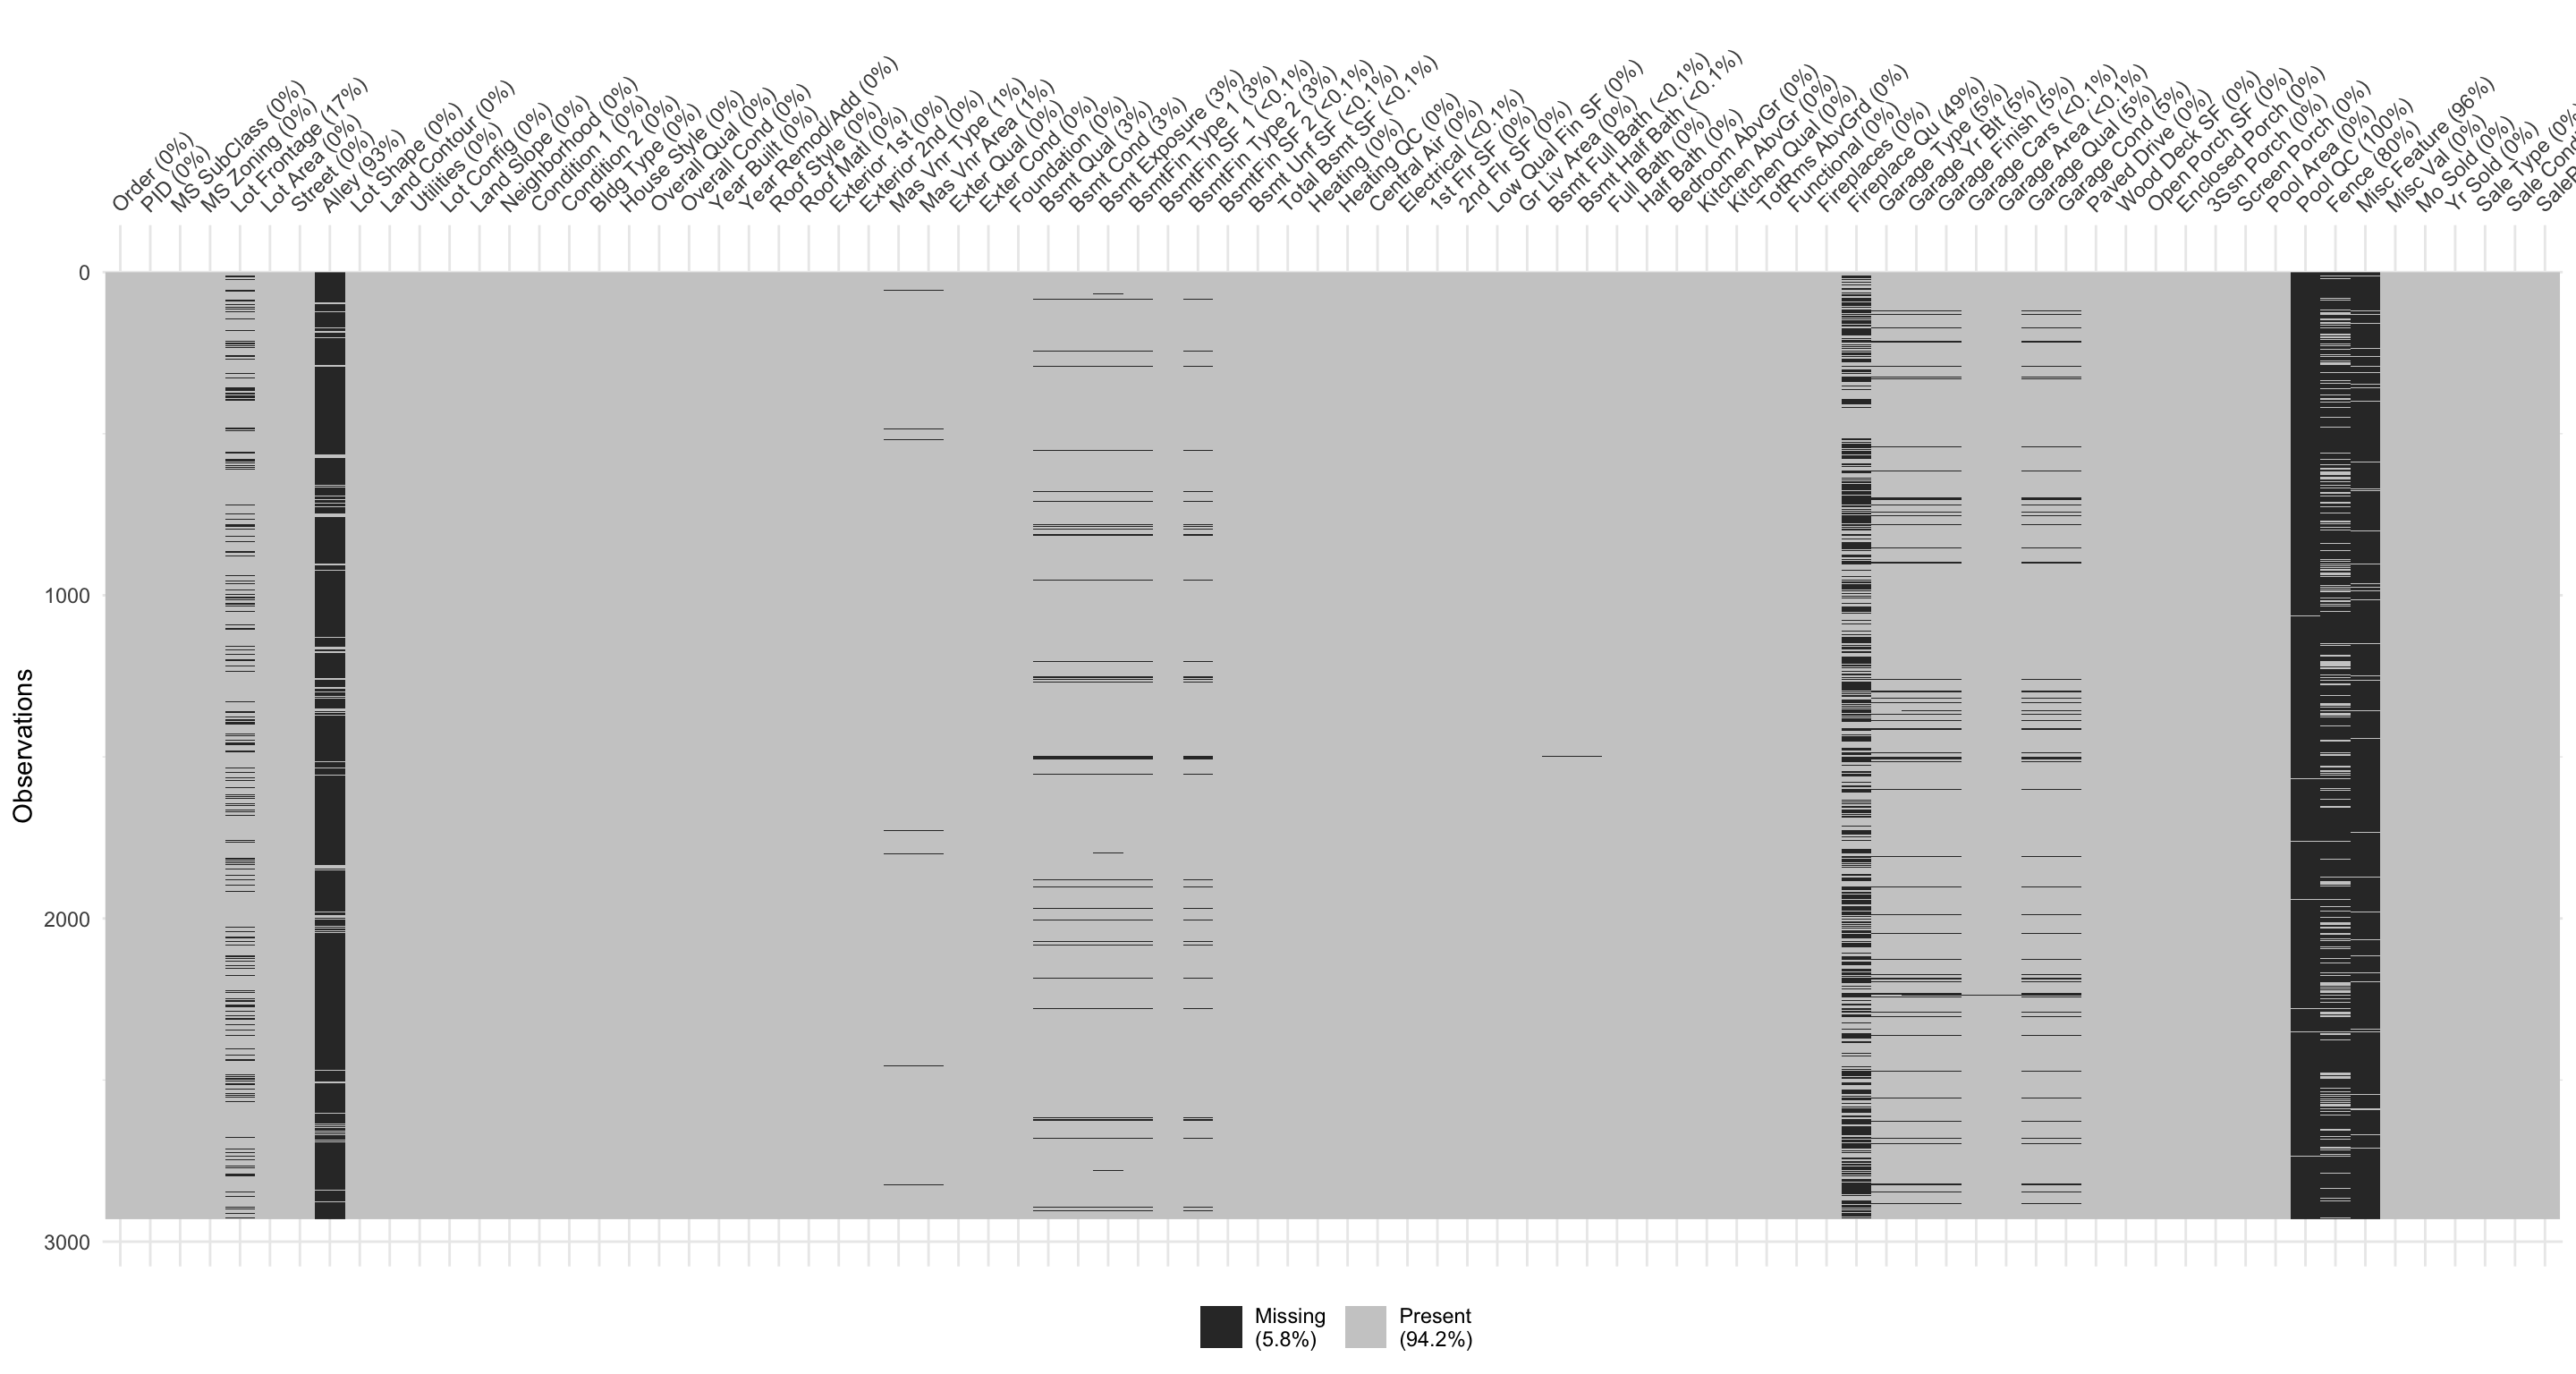 Order (0%)
PID (0%)
MS SubClass (0%)
MS Zoning (0%)
Lot Frontage (17%)
Lot Area (0%)
Street (0%)
Alley (93%)
Lot Shape (0%)
Land Contour (0%)
Utilities (0%)
Lot Config (0%)
Land Slope (0%)
Neighborhood (0%)
Condition 1 (0%)
Condition 2 (0%)
Bldg Type (0%)
House Style (0%)
Overall Qual (0%)
Overall Cond (0%)
Year Built (0%)
Year Remod/Add (0%)
Roof Style (0%)
Roof Matl (0%)
Exterior 1st (0%)
Exterior 2nd (0%)
Mas Vnr Type (1%)
Mas Vnr Area (1%)
Exter Qual (0%)
Exter Cond (0%)
Foundation (0%)
Bsmt Qual (3%)
Bsmt Cond (3%)
Bsmt Exposure (3%)
BsmtFin Type 1 (3%)
BsmtFin SF 1 (<0.1%)
BsmtFin Type 2 (3%)
BsmtFin SF 2 (<0.1%)
Bsmt Unf SF (<0.1%)
Total Bsmt SF (<0.1%)
Heating (0%)
Heating QC (0%)
Central Air (0%)
Electrical (<0.1%)
1st Flr SF (0%)
2nd Flr SF (0%)
Low Qual Fin SF (0%)
Gr Liv Area (0%)
Bsmt Full Bath (<0.1%)
Bsmt Half Bath (<0.1%)
Full Bath (0%)
Half Bath (0%)
Bedroom AbvGr (0%)
Kitchen AbvGr (0%)
Kitchen Qual (0%)
TotRms AbvGrd (0%)
Functional (0%)
Fireplaces (0%)
Fireplace Qu (49%)
Garage Type (5%)
Garage Yr Blt (5%)
Garage Finish (5%)
Garage Cars (<0.1%)
Garage Area (<0.1%)
Garage Qual (5%)
Garage Cond (5%)
Paved Drive (0%)
Wood Deck SF (0%)
Open Porch SF (0%)
Enclosed Porch (0%)
3Ssn Porch (0%)
Screen Porch (0%)
Pool Area (0%)
Pool QC (100%)
Fence (80%)
Misc Feature (96%)
Misc Val (0%)
Mo Sold (0%)
Yr Sold (0%)
Sale Type (0%
Sale Cond
Observations
0
1000
2000
3000
Missing
(5.8%)
Present
(94.2%)